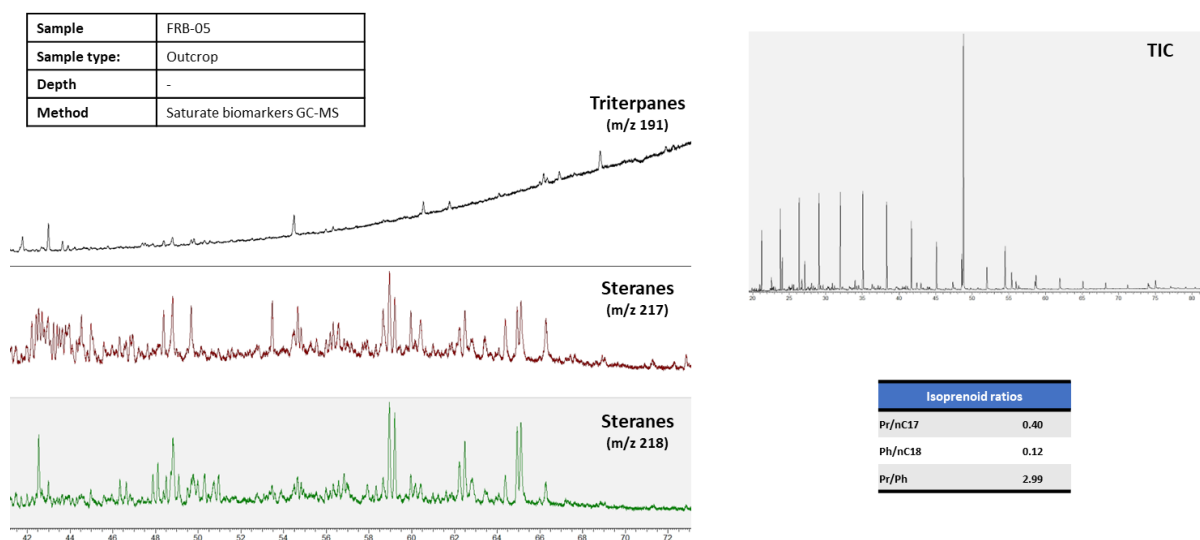 Sample FRB-05
Sample type: Outcrop
Depth -
Method Saturate biomarkers GC-MS
Triterpanes
(m/z 191)
Steranes
(m/z 217)
Steranes
(m/z 218)
42 44 46 48 50 52 54 56 58 60 62 64 66 68 70 72
TIC
20 25 30 35 40 45 50 55 60 65 70 75 80
Isoprenoid ratios
Pr/nC17 0.40
Ph/nC18 0.12
Pr/Ph 2.99